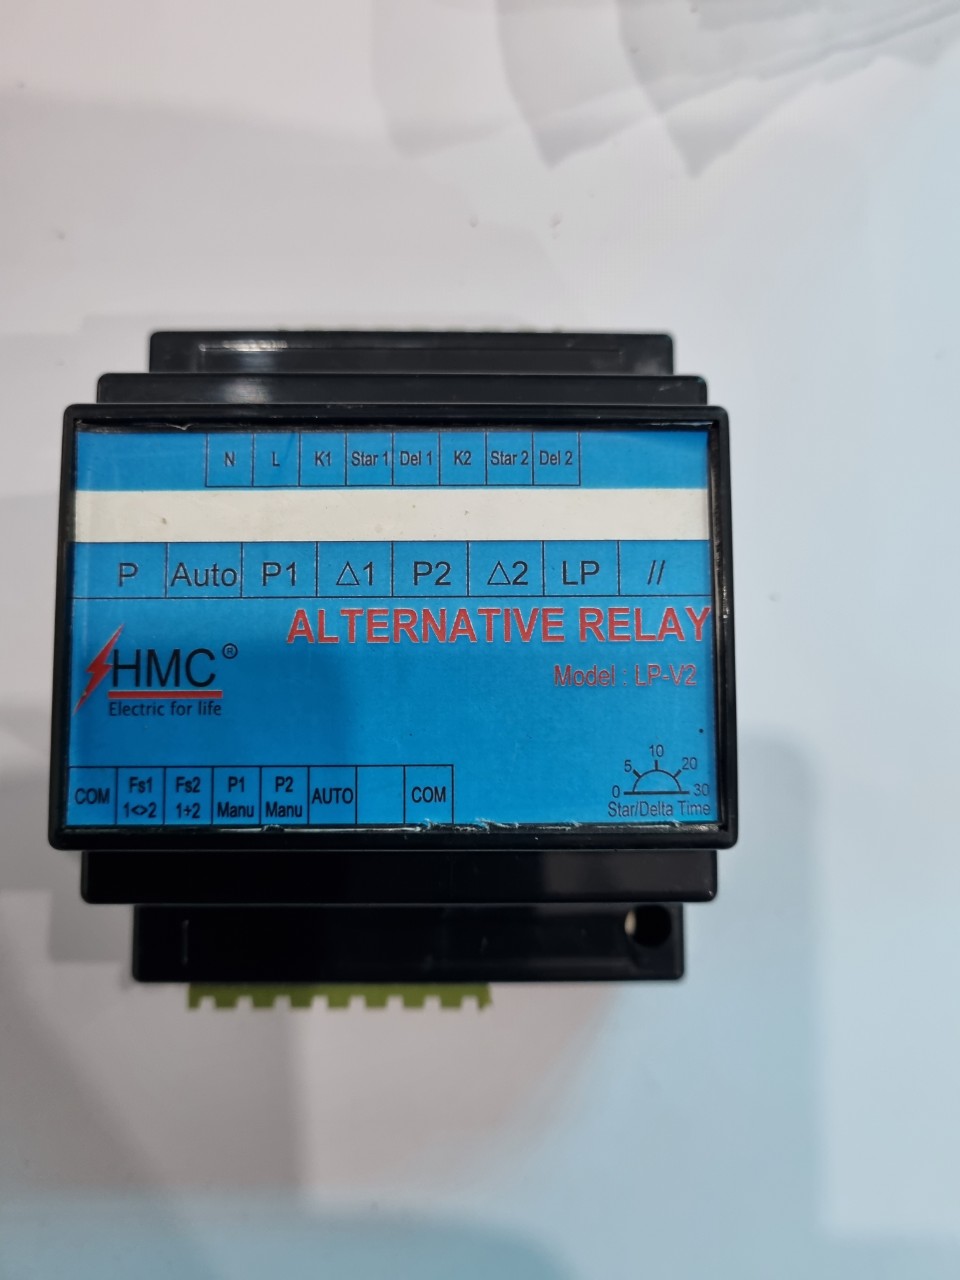 N L K1 Star 1 Del 1 K2 Star 2 Del 2
P Auto P1 △1 P2 △2 LP //
ALTERNATIVE RELAY
HMC®
Model : LP-V2
Electric for life
COM Fs1 Fs2 P1 P2 AUTO COM
1<>2 1÷2 Manu Manu
0 5 10 20 30
Star/Delta Time